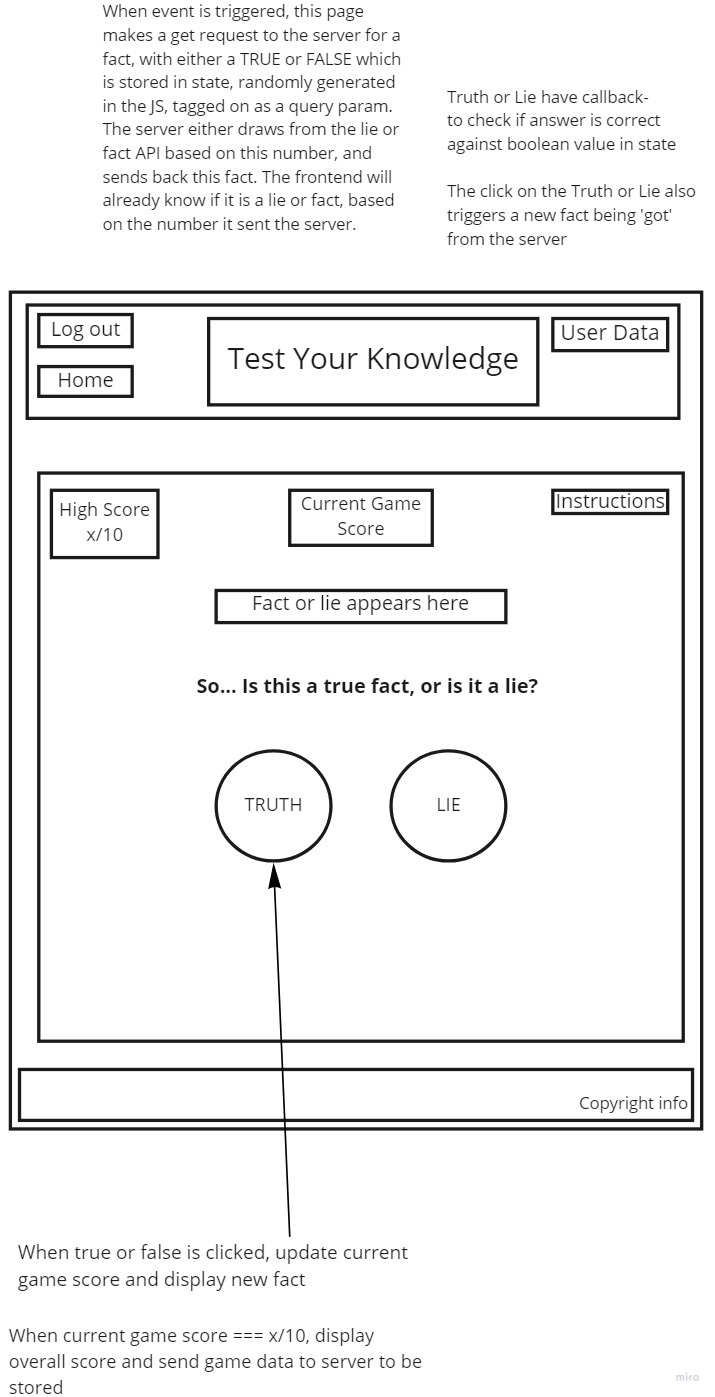 When event is triggered, this page
makes a get request to the server for a
fact, with either a TRUE or FALSE which
is stored in state, randomly generated
in the JS, tagged on as a query param.
The server either draws from the lie or
fact API based on this number, and
sends back this fact. The frontend will
already know if it is a lie or fact, based
on the number it sent the server.
Truth or Lie have callback-
to check if answer is correct
against boolean value in state
The click on the Truth or Lie also
triggers a new fact being 'got'
from the server
Log out
Home
Test Your Knowledge
User Data
High Score
x/10
Current Game
Score
Instructions
Fact or lie appears here
So... Is this a true fact, or is it a lie?
TRUTH
LIE
Copyright info
When true or false is clicked, update current
game score and display new fact
When current game score === x/10, display
overall score and send game data to server to be
stored
miro